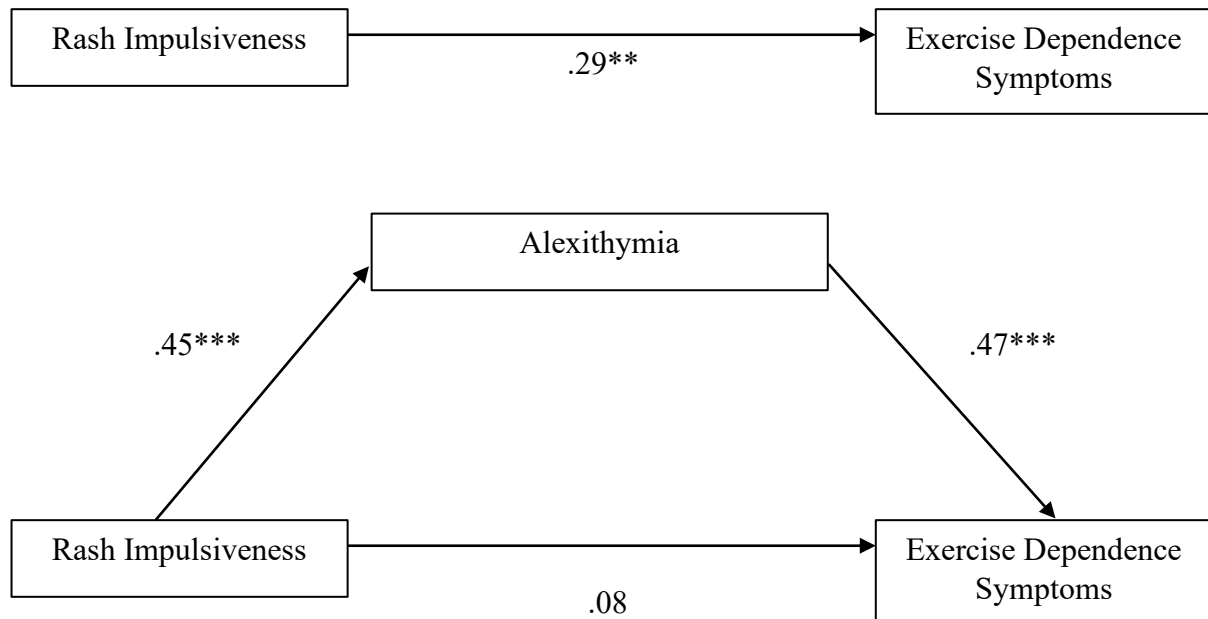 Rash Impulsiveness
Exercise Dependence
Symptoms
.29**
Alexithymia
.45***
.47***
Rash Impulsiveness
Exercise Dependence
Symptoms
.08